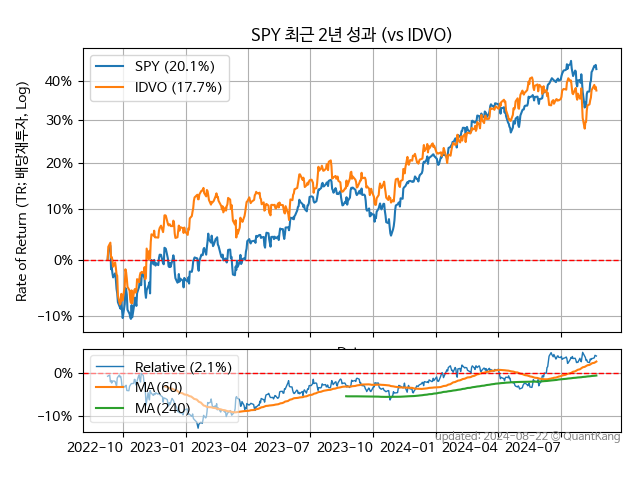 SPY 최근 2년 성과 (vs IDVO)
SPY (20.1%)
IDVO (17.7%)
Rate of Return (TR: 배당재투자, Log)
40%
30%
20%
10%
0%
−10%
Relative (2.1%)
MA(60)
MA(240)
0%
−10%
2022-10 2023-01 2023-04 2023-07 2023-10 2024-01 2024-04 2024-07
updated: 2024-08-22 © QuantKang